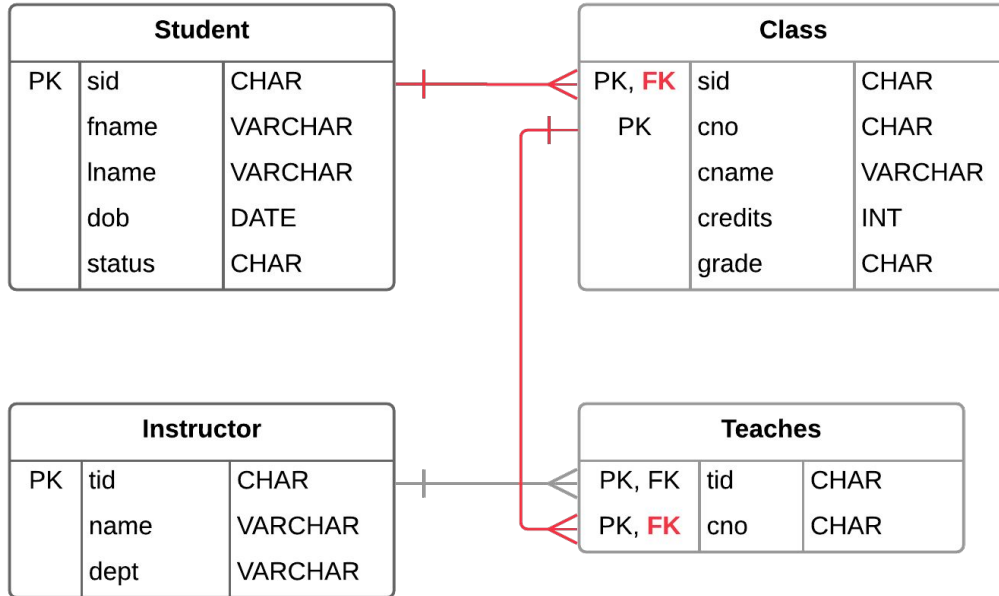 Student
PK sid CHAR
fname VARCHAR
lname VARCHAR
dob DATE
status CHAR
Class
PK, FK sid CHAR
PK cno CHAR
cname VARCHAR
credits INT
grade CHAR
Instructor
PK tid CHAR
name VARCHAR
dept VARCHAR
Teaches
PK, FK tid CHAR
PK, FK cno CHAR